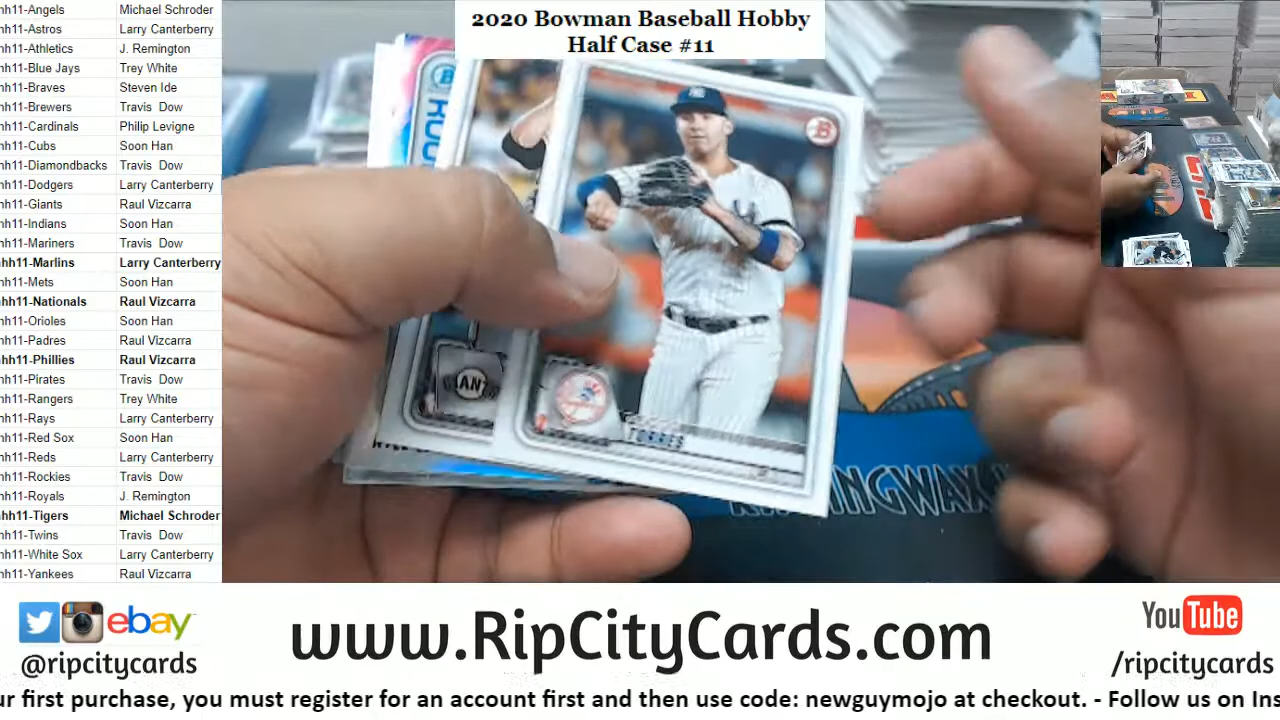 2020 Bowman Baseball Hobby
Half Case #11
hh11-Angels Michael Schroder
hh11-Astros Larry Canterberry
hh11-Athletics J. Remington
hh11-Blue Jays Trey White
hh11-Braves Steven Ide
hh11-Brewers Travis Dow
hh11-Cardinals Philip Levigne
hh11-Cubs Soon Han
hh11-Diamondbacks Travis Dow
hh11-Dodgers Larry Canterberry
hh11-Giants Raul Vizcarra
hh11-Indians Soon Han
hh11-Mariners Travis Dow
hh11-Marlins Larry Canterberry
hh11-Mets Soon Han
hh11-Nationals Raul Vizcarra
hh11-Orioles Soon Han
hh11-Padres Raul Vizcarra
hh11-Phillies Raul Vizcarra
hh11-Pirates Travis Dow
hh11-Rangers Trey White
hh11-Rays Larry Canterberry
hh11-Red Sox Soon Han
hh11-Reds Larry Canterberry
hh11-Rockies Travis Dow
hh11-Royals J. Remington
hh11-Tigers Michael Schroder
hh11-Twins Travis Dow
hh11-White Sox Larry Canterberry
hh11-Yankees Raul Vizcarra
B
TORRES
ebay
@ripcitycards
www.RipCityCards.com
YouTube
/ripcitycards
ur first purchase, you must register for an account first and then use code: newguymojo at checkout. - Follow us on Ins